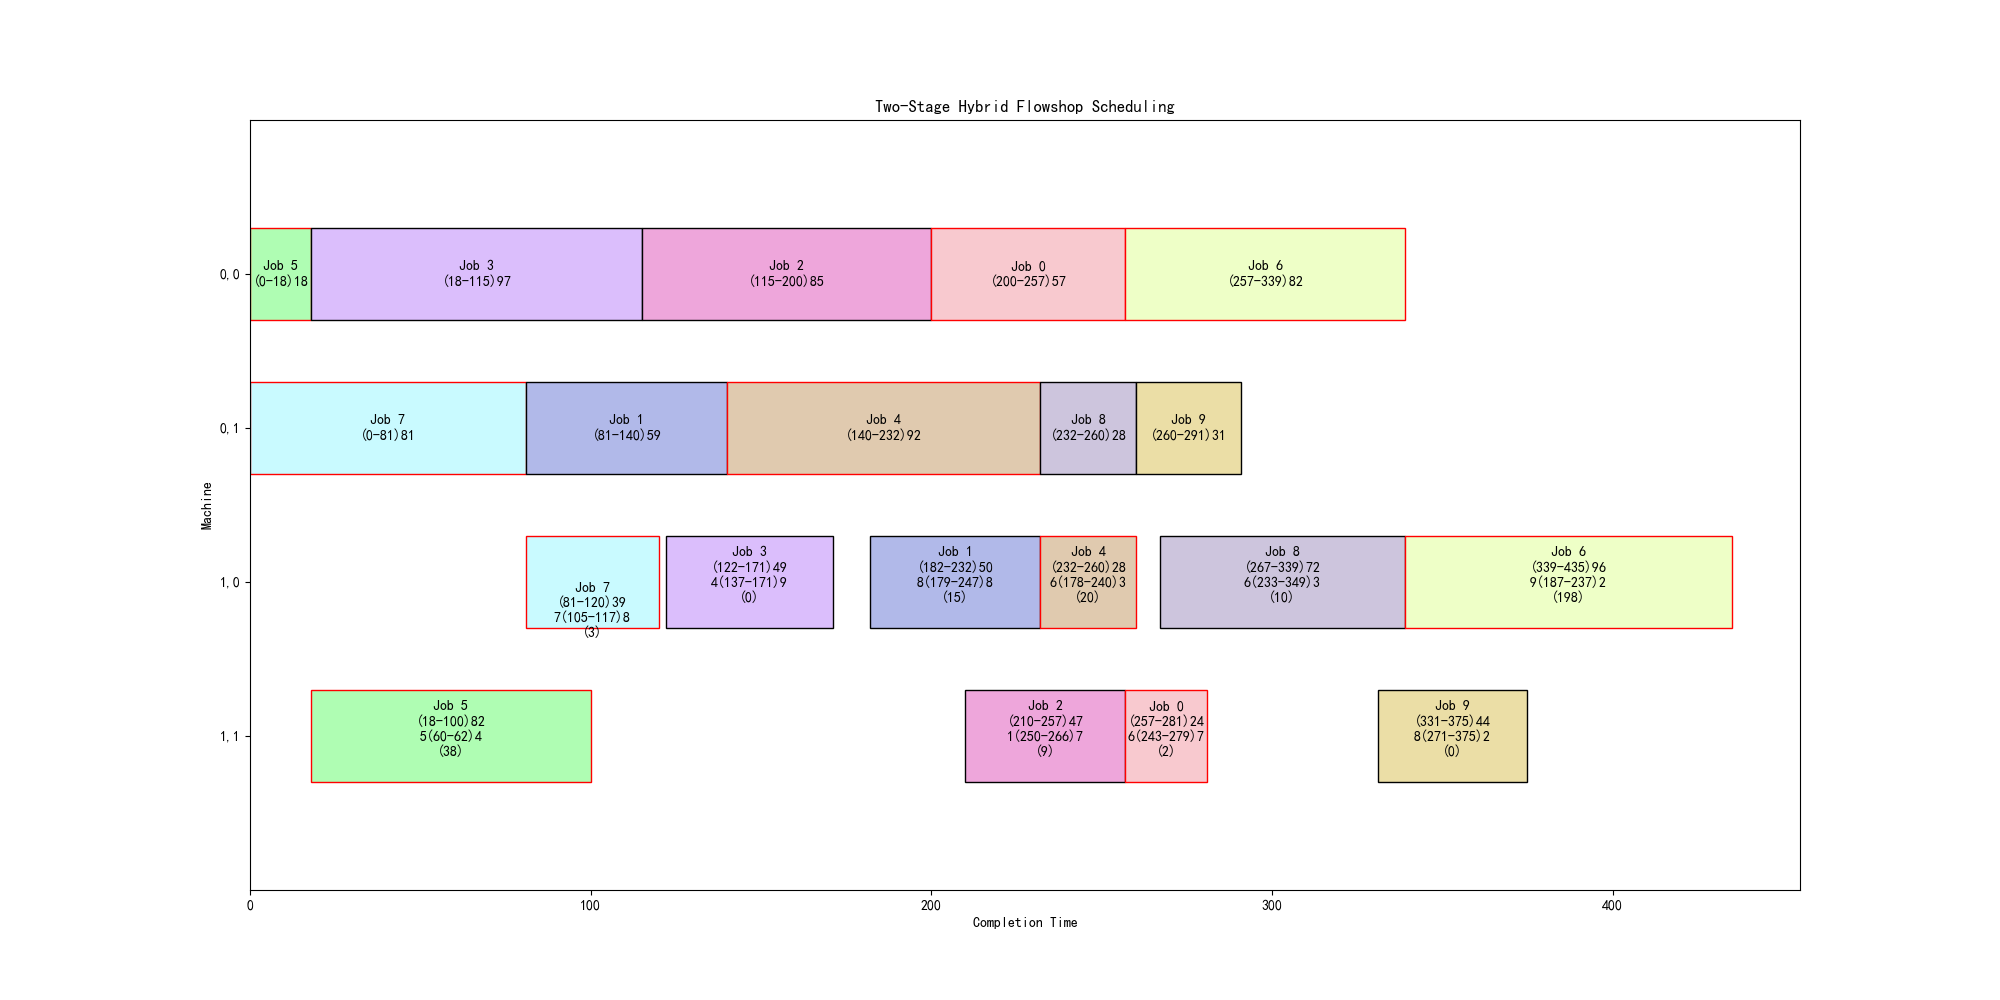 Two-Stage Hybrid Flowshop Scheduling
0,0
Job 5
(0-18)18
Job 3
(18-115)97
Job 2
(115-200)85
Job 0
(200-257)57
Job 6
(257-339)82
0,1
Job 7
(0-81)81
Job 1
(81-140)59
Job 4
(140-232)92
Job 8
(232-260)28
Job 9
(260-291)31
Machine
1,0
Job 7
(81-120)39
7(105-117)8
(3)
Job 3
(122-171)49
4(137-171)9
(0)
Job 1
(182-232)50
8(179-247)8
(15)
Job 4
(232-260)28
6(178-240)3
(20)
Job 8
(267-339)72
6(233-349)3
(10)
Job 6
(339-435)96
9(187-237)2
(198)
1,1
Job 5
(18-100)82
5(60-62)4
(38)
Job 2
(210-257)47
1(250-266)7
(9)
Job 0
(257-281)24
6(243-279)7
(2)
Job 9
(331-375)44
8(271-375)2
(0)
0
100
200
300
400
Completion Time